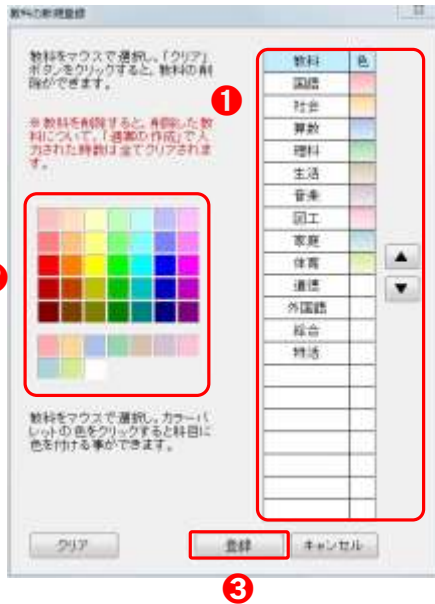 教科の新規登録
教科をマウスで選択し、「クリア」
ボタンをクリックすると、教科の削
除ができます。
※教科を削除すると、削除した教
科について、「週案の作成」で入
力された時数は全てクリアされま
す。
教科をマウスで選択し、カラーパ
レットの色をクリックすると科目に
色を付ける事ができます。
❶
教科 色
国語
社会
算数
理科
生活
音楽
図工
家庭
体育
道徳
外国語
総合
特活
▲
▼
クリア
登録
キャンセル
❸